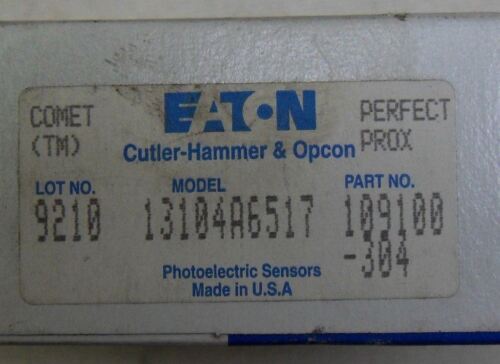 COMET EATON PERFECT
(TM) Cutler-Hammer & Opcon PROX
LOT NO. MODEL PART NO.
9210 13104A6517 109100
-304
Photoelectric Sensors
Made in U.S.A